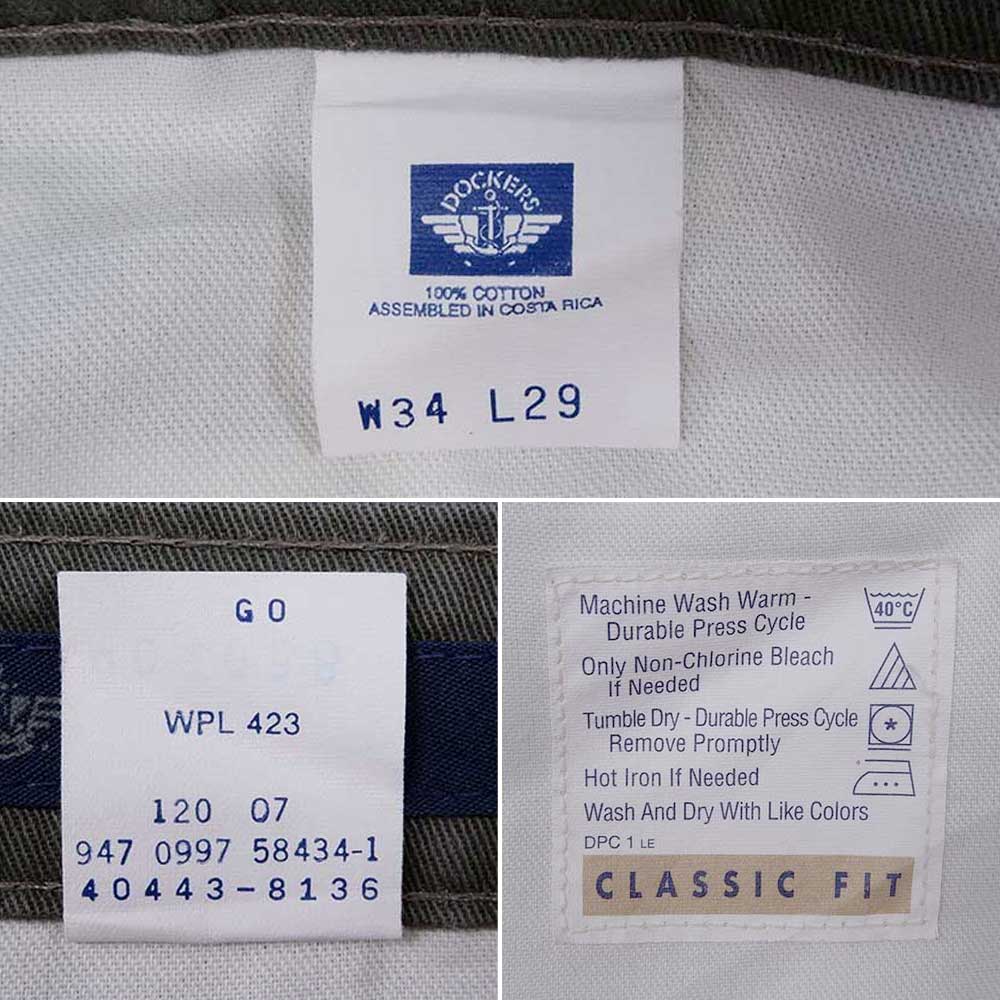 DOCKERS
100% COTTON
ASSEMBLED IN COSTA RICA
W34 L29
GO
WPL 423
120 07
947 0997 58434-1
40443-8136
Machine Wash Warm -
Durable Press Cycle
40°C
Only Non-Chlorine Bleach
If Needed
Tumble Dry - Durable Press Cycle
Remove Promptly
Hot Iron If Needed
Wash And Dry With Like Colors
DPC 1 LE
CLASSIC FIT